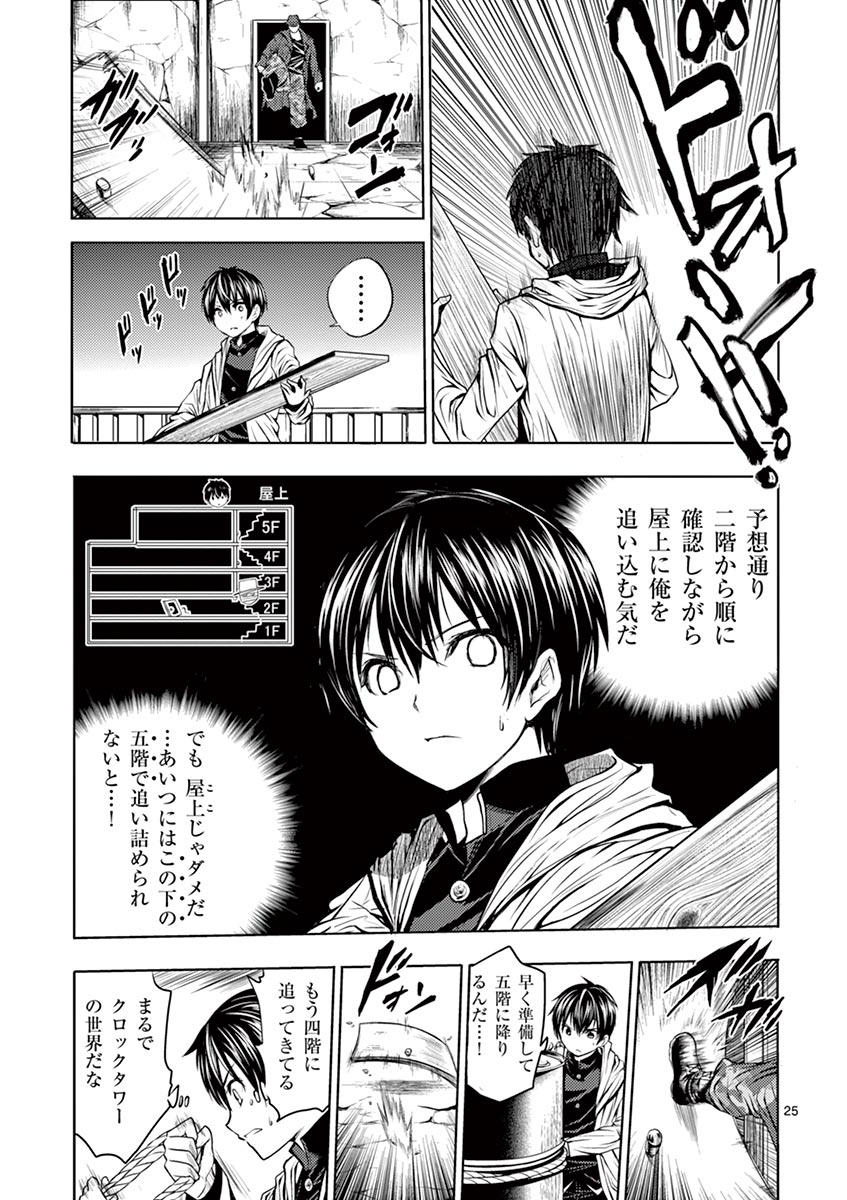 ドォン!!
ガガッ
ガガッ
ゴォー
……
ドッ
ドッ
ドッ
予想通り
二階から順に
確認しながら
屋上に俺を
追い込む気だ
屋上
5F
4F
3F
2F
1F
でも 屋上じゃダメだ
ここ
…あいつにはこの下の
五階で追い詰められ
ないと…!
早く準備して
五階に降り
るんだ…!
ドォン
もう四階に
追ってきてる
まるで
クロックタワー
の世界だな
25